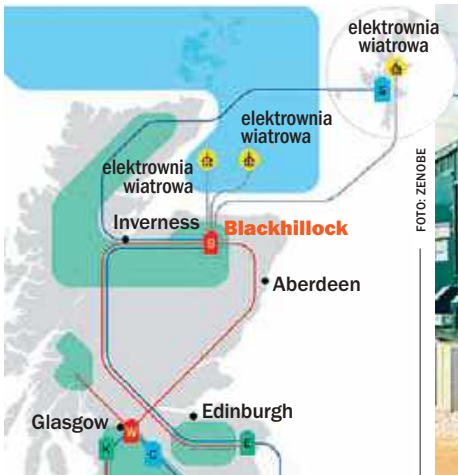 elektrownia
wiatrowa
S
elektrownia
wiatrowa
elektrownia
wiatrowa
FOTO: ZENOBE
Inverness
B
Blackhillock
Aberdeen
Glasgow
W
Edinburgh
K
C
E